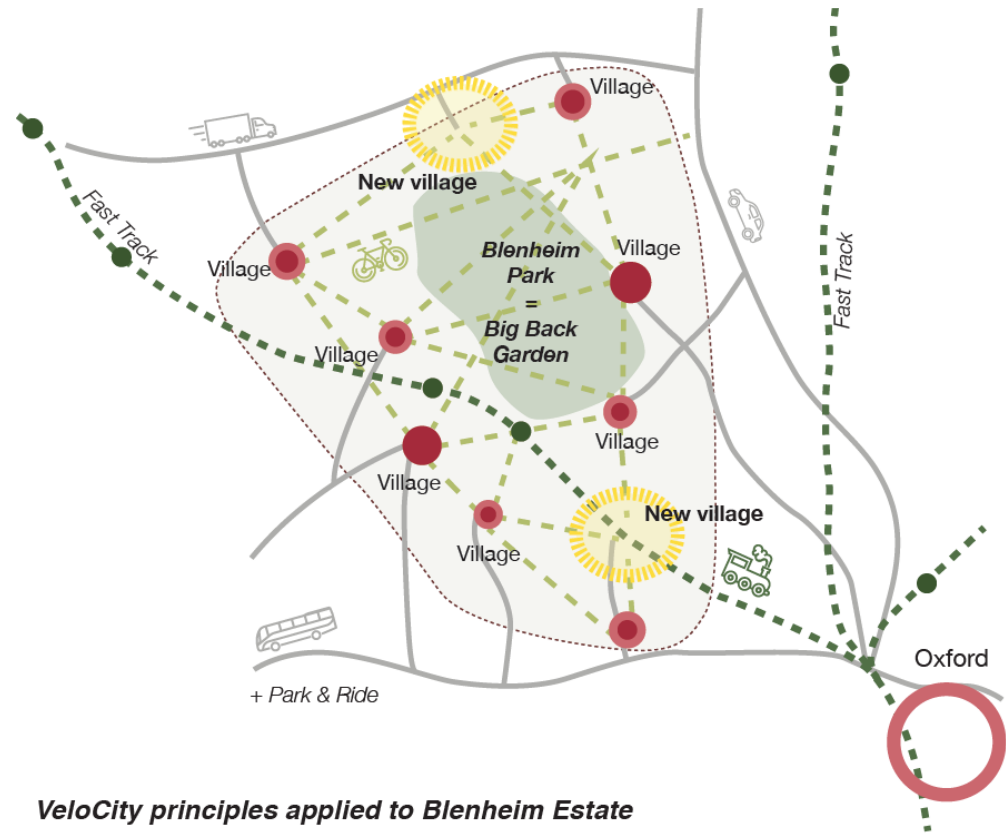 Village
New village
Fast Track
Village
Village
Blenheim
Park
=
Big Back
Garden
Fast Track
Village
Village
Village
New village
Village
Oxford
+ Park & Ride
VeloCity principles applied to Blenheim Estate